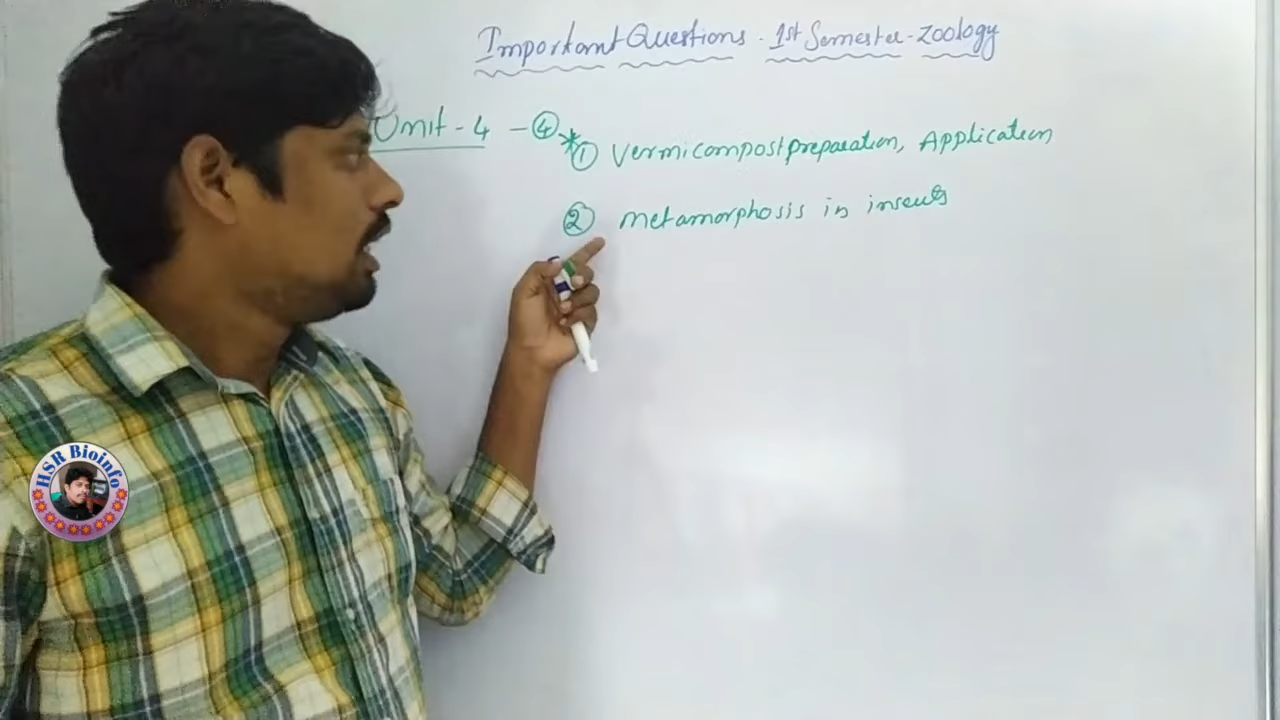 Important Questions - 1st Semester - Zoology
Unit - 4 - ④
* ① Vermicompost preparation, Application
② Metamorphosis in insects
HSR Bioinfo